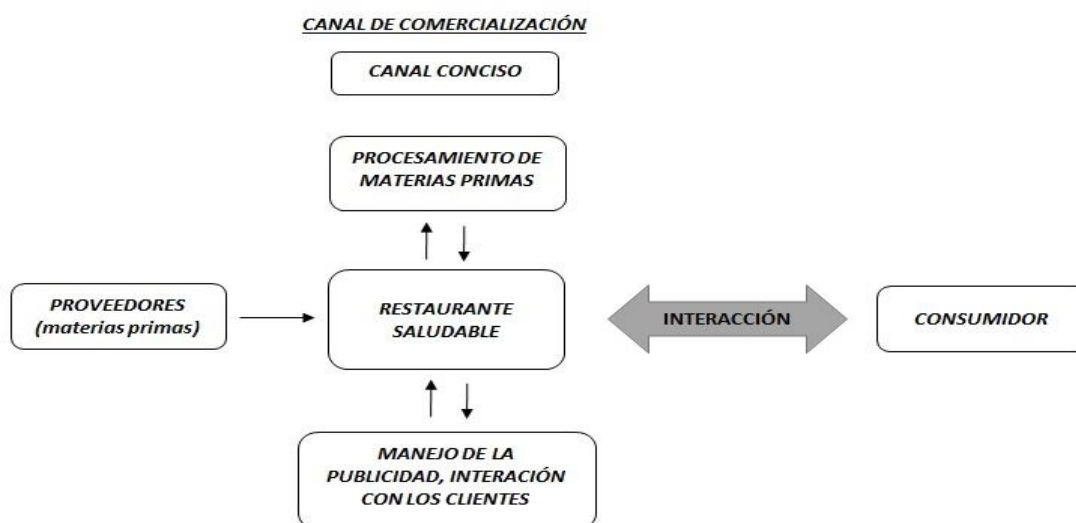 CANAL DE COMERCIALIZACIÓN
CANAL CONCISO
PROCESAMIENTO DE
MATERIAS PRIMAS
PROVEEDORES
(materias primas)
RESTAURANTE
SALUDABLE
INTERACCIÓN
CONSUMIDOR
MANEJO DE LA
PUBLICIDAD, INTERACIÓN
CON LOS CLIENTES